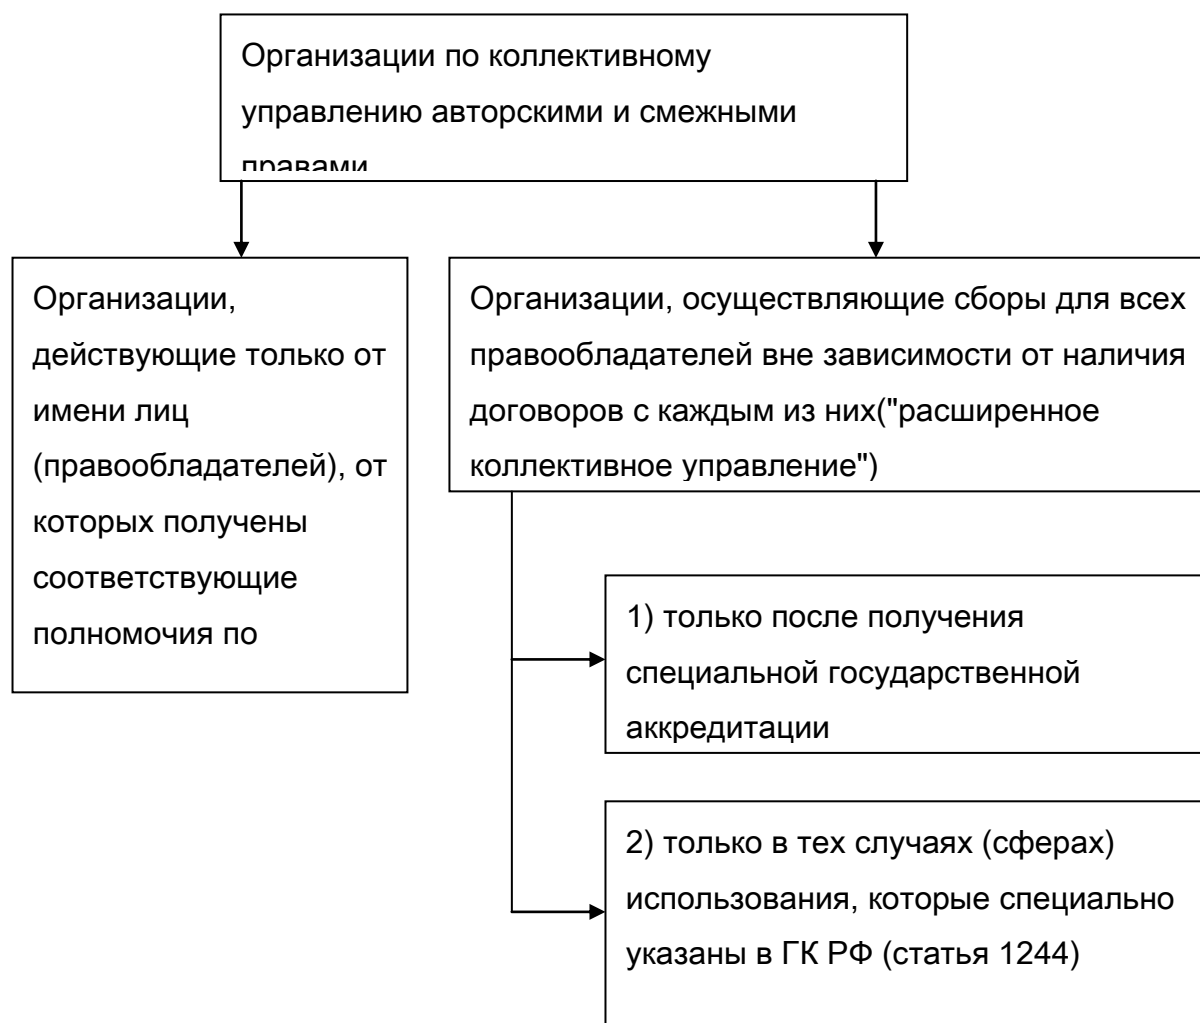 Организации по коллективному
управлению авторскими и смежными
правами
Организации,
действующие только от
имени лиц
(правообладателей), от
которых получены
соответствующие
полномочия по
Организации, осуществляющие сборы для всех
правообладателей вне зависимости от наличия
договоров с каждым из них("расширенное
коллективное управление")
1) только после получения
специальной государственной
аккредитации
2) только в тех случаях (сферах)
использования, которые специально
указаны в ГК РФ (статья 1244)